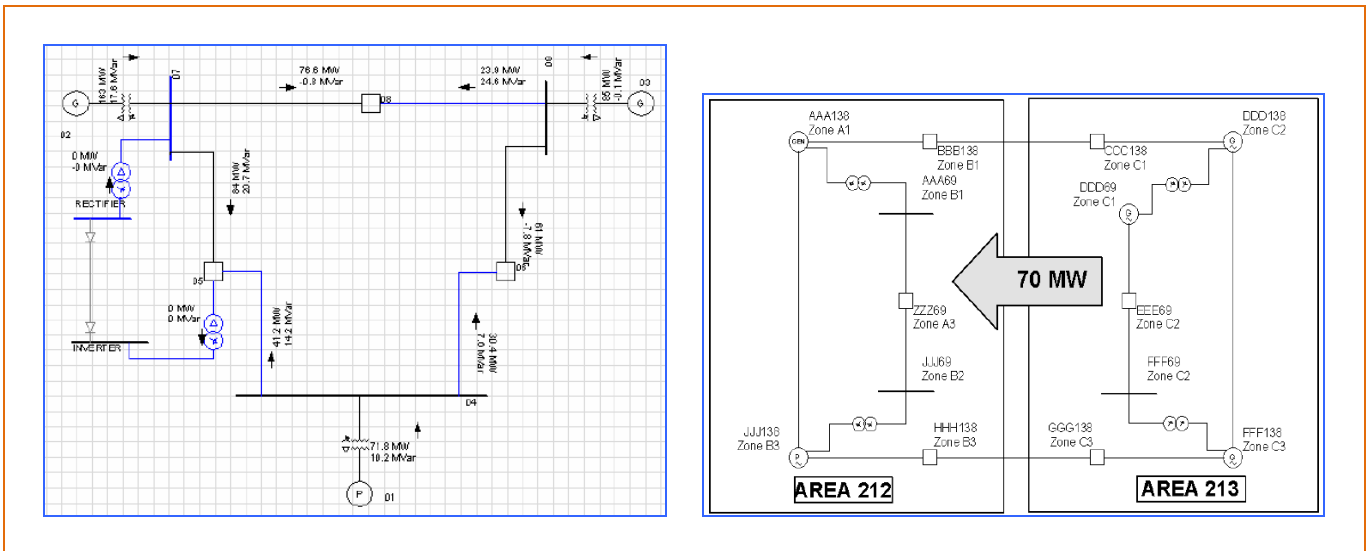 07
76.6 MW
-0.8 MVar
23.9 MW
24.6 MVar
163 MW
17.6 MVar
85 MW
-0.1 MVar
03
G
08
G
02
0 MW
-0 MVar
84 MW
20.7 MVar
RECTIFIER
61 MW
-7.8 MVar
05
0 MW
0 MVar
41.2 MW
14.2 MVar
30.4 MW
7.0 MVar
INVERTER
04
71.8 MW
10.2 MVar
P
01
AAA138
Zone A1
GEN
BBB138
Zone B1
CCC138
Zone C1
DDD138
Zone C2
G
AAA69
Zone B1
DDD69
Zone C1
G
70 MW
ZZZ69
Zone A3
EEE69
Zone C2
JJJ69
Zone B2
FFF69
Zone C2
JJJ138
Zone B3
P
HHH138
Zone B3
GGG138
Zone C3
FFF138
Zone C3
G
AREA 212
AREA 213